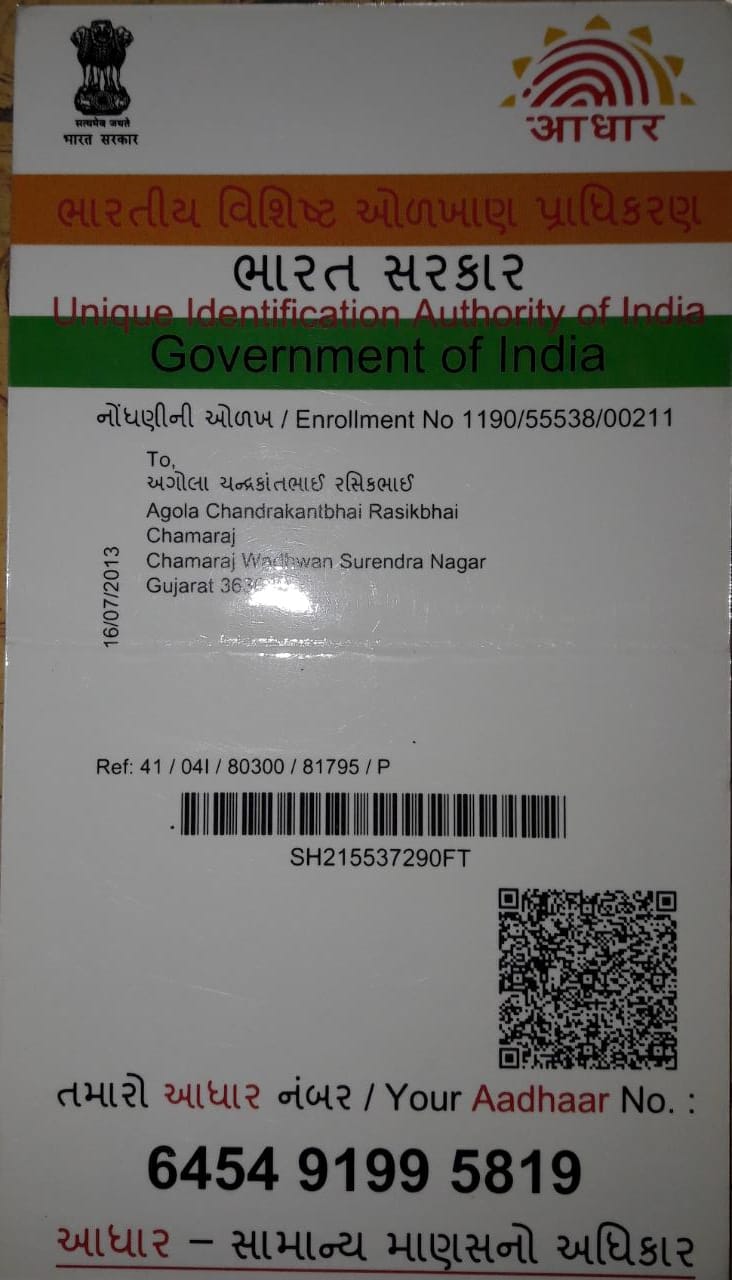 सत्यमेव जयते
भारत सरकार
आधार
ભારતીય વિશિષ્ટ ઓળખાણ પ્રાધિકરણ
ભારત સરકાર
Unique Identification Authority of India
Government of India
નોંધણીની ઓળખ / Enrollment No 1190/55538/00211
To,
અગોલા ચન્દ્રકાંતભાઈ રસિકભાઈ
Agola Chandrakantbhai Rasikbhai
Chamaraj
Chamaraj Wadhwan Surendra Nagar
Gujarat
16/07/2013
Ref: 41 / 04I / 80300 / 81795 / P
SH215537290FT
તમારો આધાર નંબર / Your Aadhaar No. :
6454 9199 5819
આધાર – સામાન્ય માણસનો અધિકાર